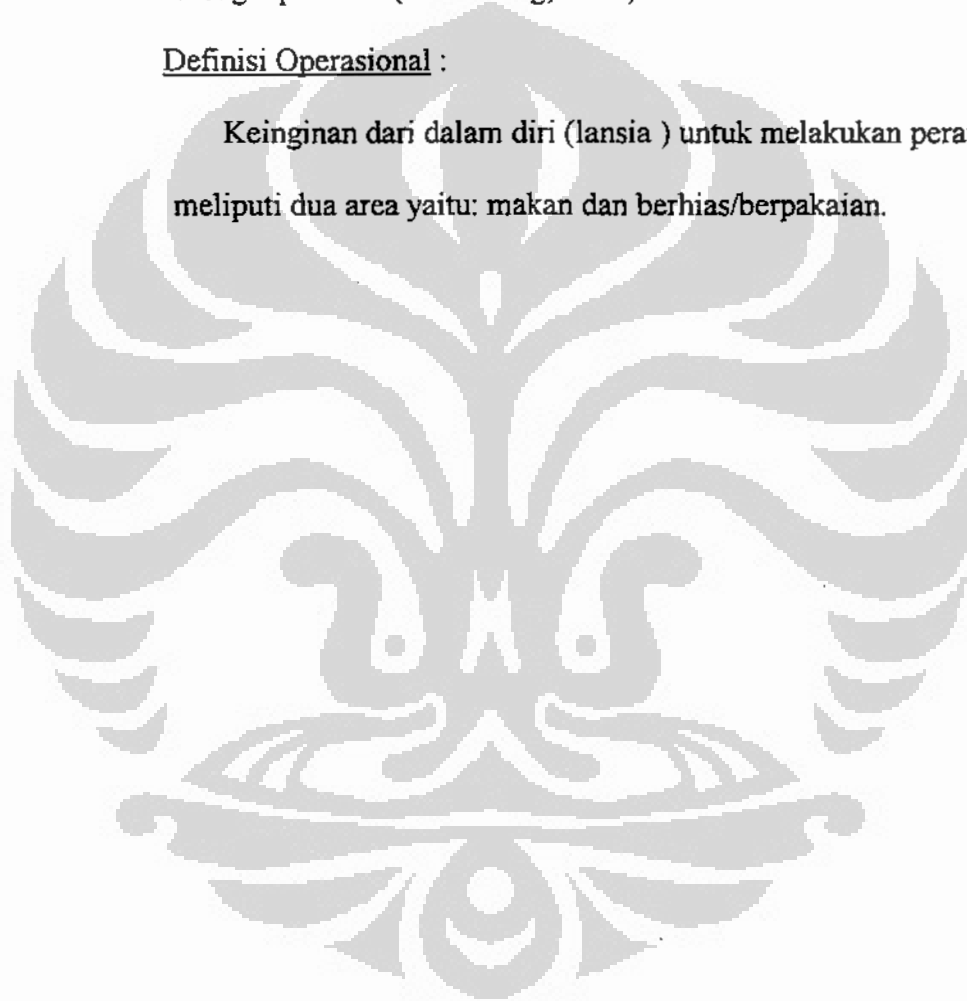 Definisi Operasional :
Keinginan dari dalam diri (lansia ) untuk melakukan pera
meliputi dua area yaitu: makan dan berhias/berpakaian.